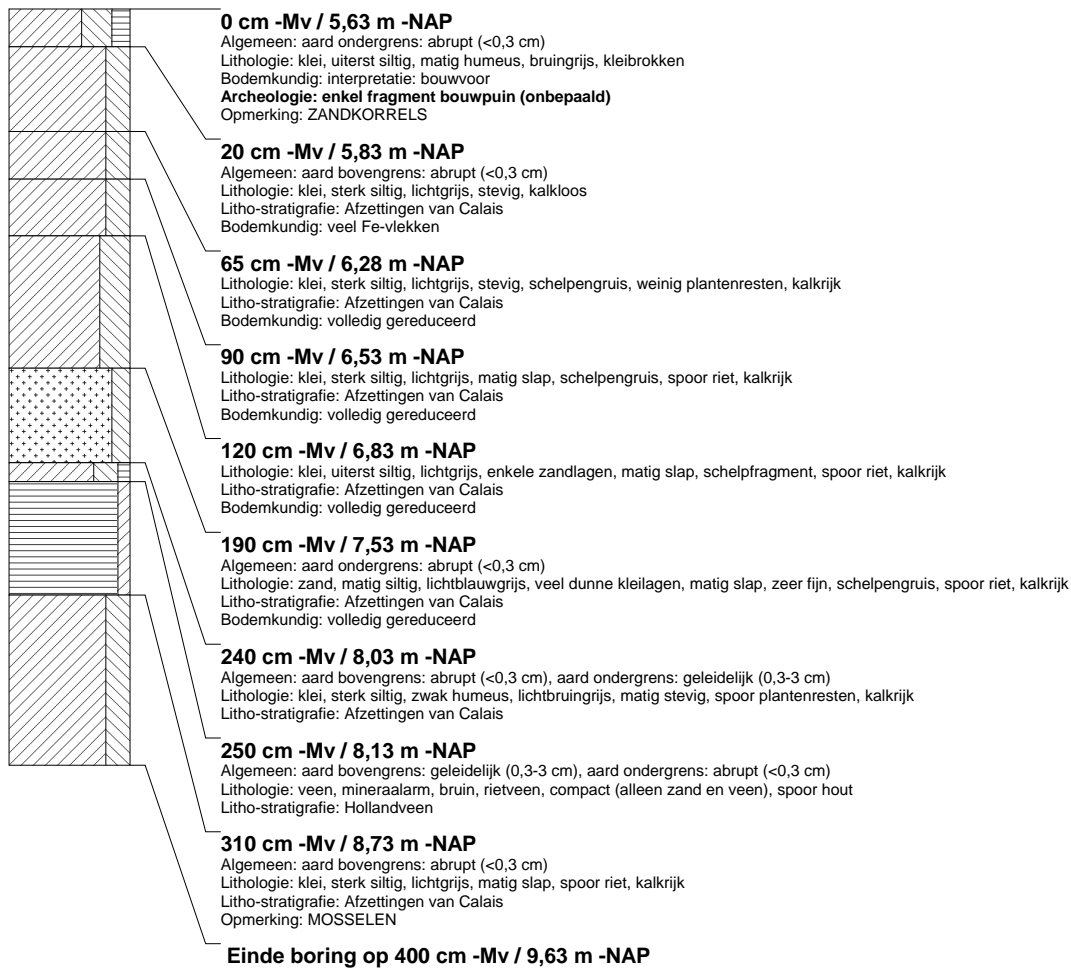 0 cm -Mv / 5,63 m -NAP
Algemeen: aard ondergrens: abrupt (<0,3 cm)
Lithologie: klei, uiterst siltig, matig humeus, bruingrijs, kleibrokken
Bodemkundig: interpretatie: bouwvoor
Archeologie: enkel fragment bouwpuin (onbepaald)
Opmerking: ZANDKORRELS
20 cm -Mv / 5,83 m -NAP
Algemeen: aard bovengrens: abrupt (<0,3 cm)
Lithologie: klei, sterk siltig, lichtgrijs, stevig, kalkloos
Litho-stratigrafie: Afzettingen van Calais
Bodemkundig: veel Fe-vlekken
65 cm -Mv / 6,28 m -NAP
Lithologie: klei, sterk siltig, lichtgrijs, stevig, schelpengruis, weinig plantenresten, kalkrijk
Litho-stratigrafie: Afzettingen van Calais
Bodemkundig: volledig gereduceerd
90 cm -Mv / 6,53 m -NAP
Lithologie: klei, sterk siltig, lichtgrijs, matig slap, schelpengruis, spoor riet, kalkrijk
Litho-stratigrafie: Afzettingen van Calais
Bodemkundig: volledig gereduceerd
120 cm -Mv / 6,83 m -NAP
Lithologie: klei, uiterst siltig, lichtgrijs, enkele zandlagen, matig slap, schelpfragment, spoor riet, kalkrijk
Litho-stratigrafie: Afzettingen van Calais
Bodemkundig: volledig gereduceerd
190 cm -Mv / 7,53 m -NAP
Algemeen: aard ondergrens: abrupt (<0,3 cm)
Lithologie: zand, matig siltig, lichtblauwgrijs, veel dunne kleilagen, matig slap, zeer fijn, schelpengruis, spoor riet, kalkrijk
Litho-stratigrafie: Afzettingen van Calais
Bodemkundig: volledig gereduceerd
240 cm -Mv / 8,03 m -NAP
Algemeen: aard bovengrens: abrupt (<0,3 cm), aard ondergrens: geleidelijk (0,3-3 cm)
Lithologie: klei, sterk siltig, zwak humeus, lichtbruingrijs, matig stevig, spoor plantenresten, kalkrijk
Litho-stratigrafie: Afzettingen van Calais
250 cm -Mv / 8,13 m -NAP
Algemeen: aard bovengrens: geleidelijk (0,3-3 cm), aard ondergrens: abrupt (<0,3 cm)
Lithologie: veen, mineraalarm, bruin, rietveen, compact (alleen zand en veen), spoor hout
Litho-stratigrafie: Hollandveen
310 cm -Mv / 8,73 m -NAP
Algemeen: aard bovengrens: abrupt (<0,3 cm)
Lithologie: klei, sterk siltig, lichtgrijs, matig slap, spoor riet, kalkrijk
Litho-stratigrafie: Afzettingen van Calais
Opmerking: MOSSELEN
Einde boring op 400 cm -Mv / 9,63 m -NAP